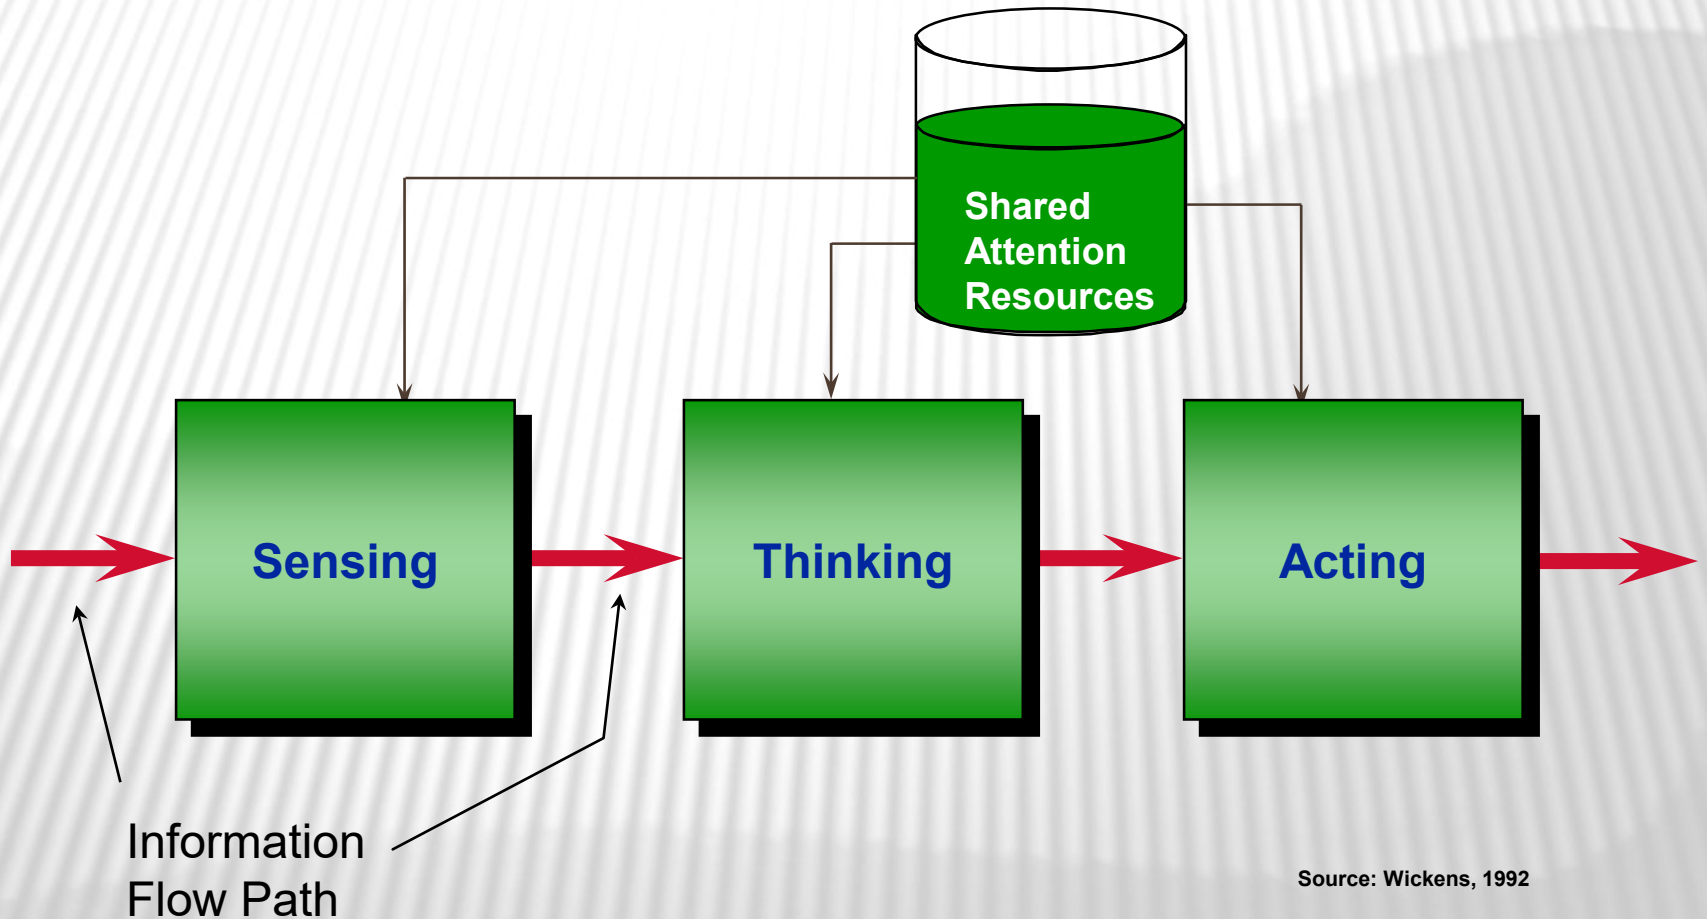 Shared
Attention
Resources
Sensing
Thinking
Acting
Information
Flow Path
Source: Wickens, 1992